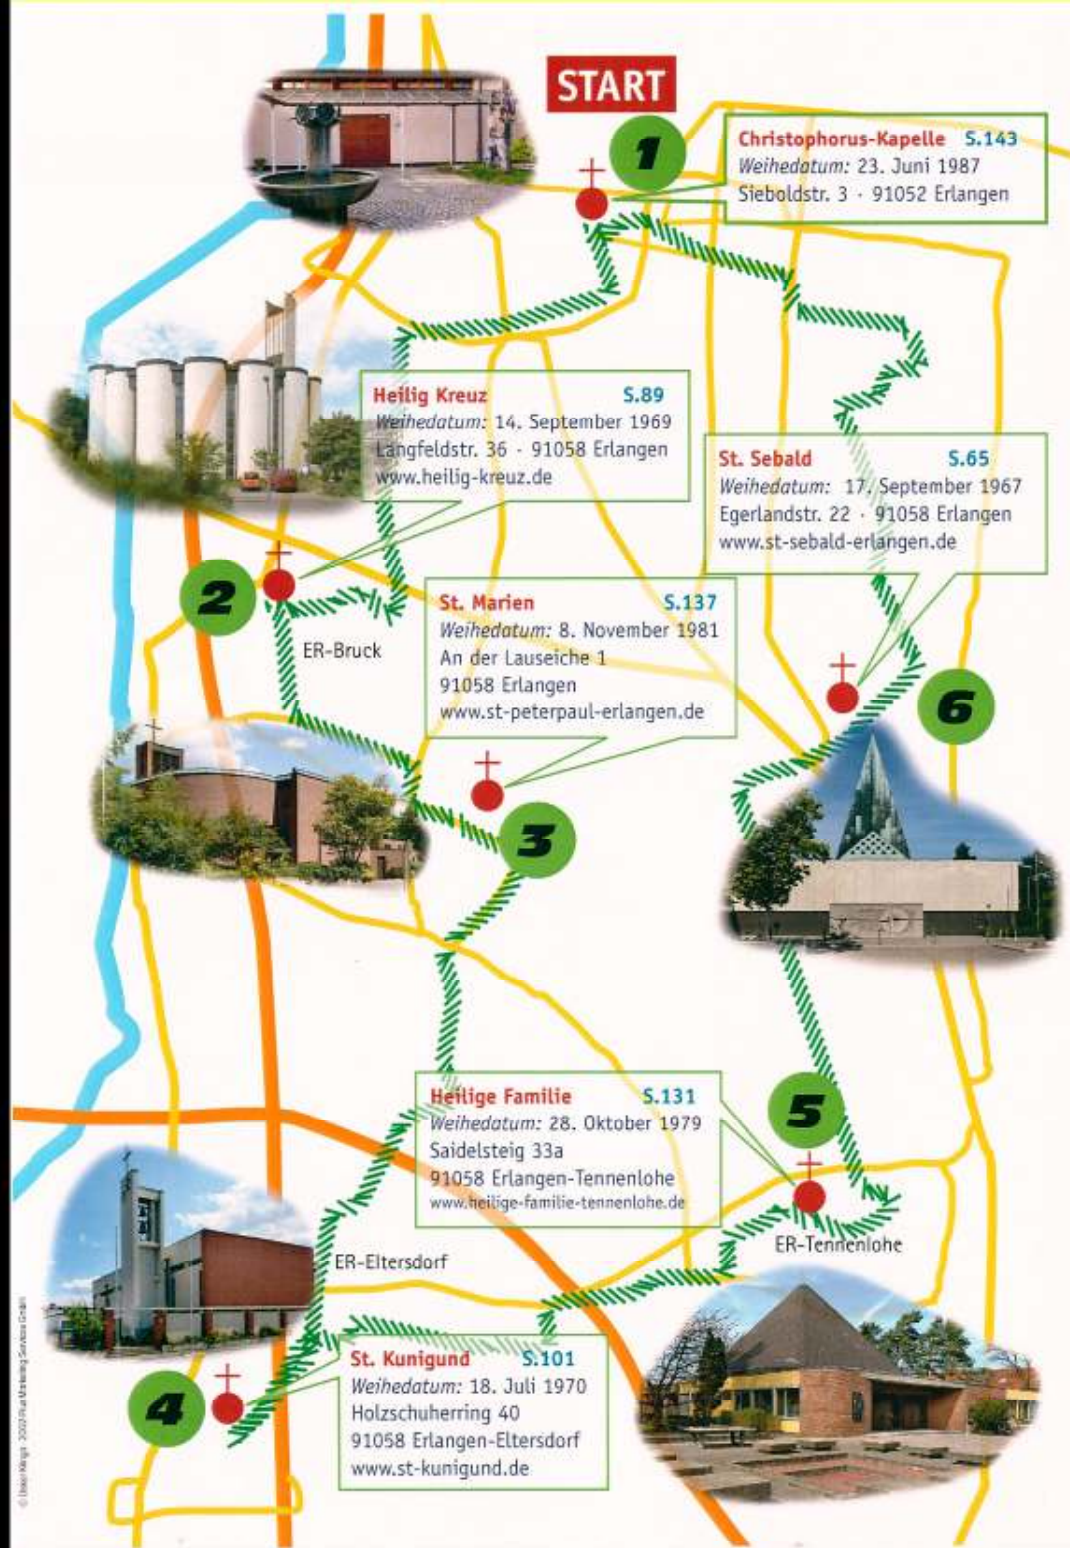 START
1
Christophorus-Kapelle S.143
Weihedatum: 23. Juni 1987
Sieboldstr. 3 · 91052 Erlangen
Heilig Kreuz S.89
Weihedatum: 14. September 1969
Langfeldstr. 36 · 91058 Erlangen
www.heilig-kreuz.de
St. Sebald S.65
Weihedatum: 17. September 1967
Egerlandstr. 22 · 91058 Erlangen
www.st-sebald-erlangen.de
2
ER-Bruck
St. Marien S.137
Weihedatum: 8. November 1981
An der Lauseiche 1
91058 Erlangen
www.st-peterpaul-erlangen.de
6
3
Heilige Familie S.131
Weihedatum: 28. Oktober 1979
Saidelsteig 33a
91058 Erlangen-Tennenlohe
www.heilige-familie-tennenlohe.de
5
ER-Tennenlohe
ER-Eltersdorf
St. Kunigund S.101
Weihedatum: 18. Juli 1970
Holzschuherring 40
91058 Erlangen-Eltersdorf
www.st-kunigund.de
4